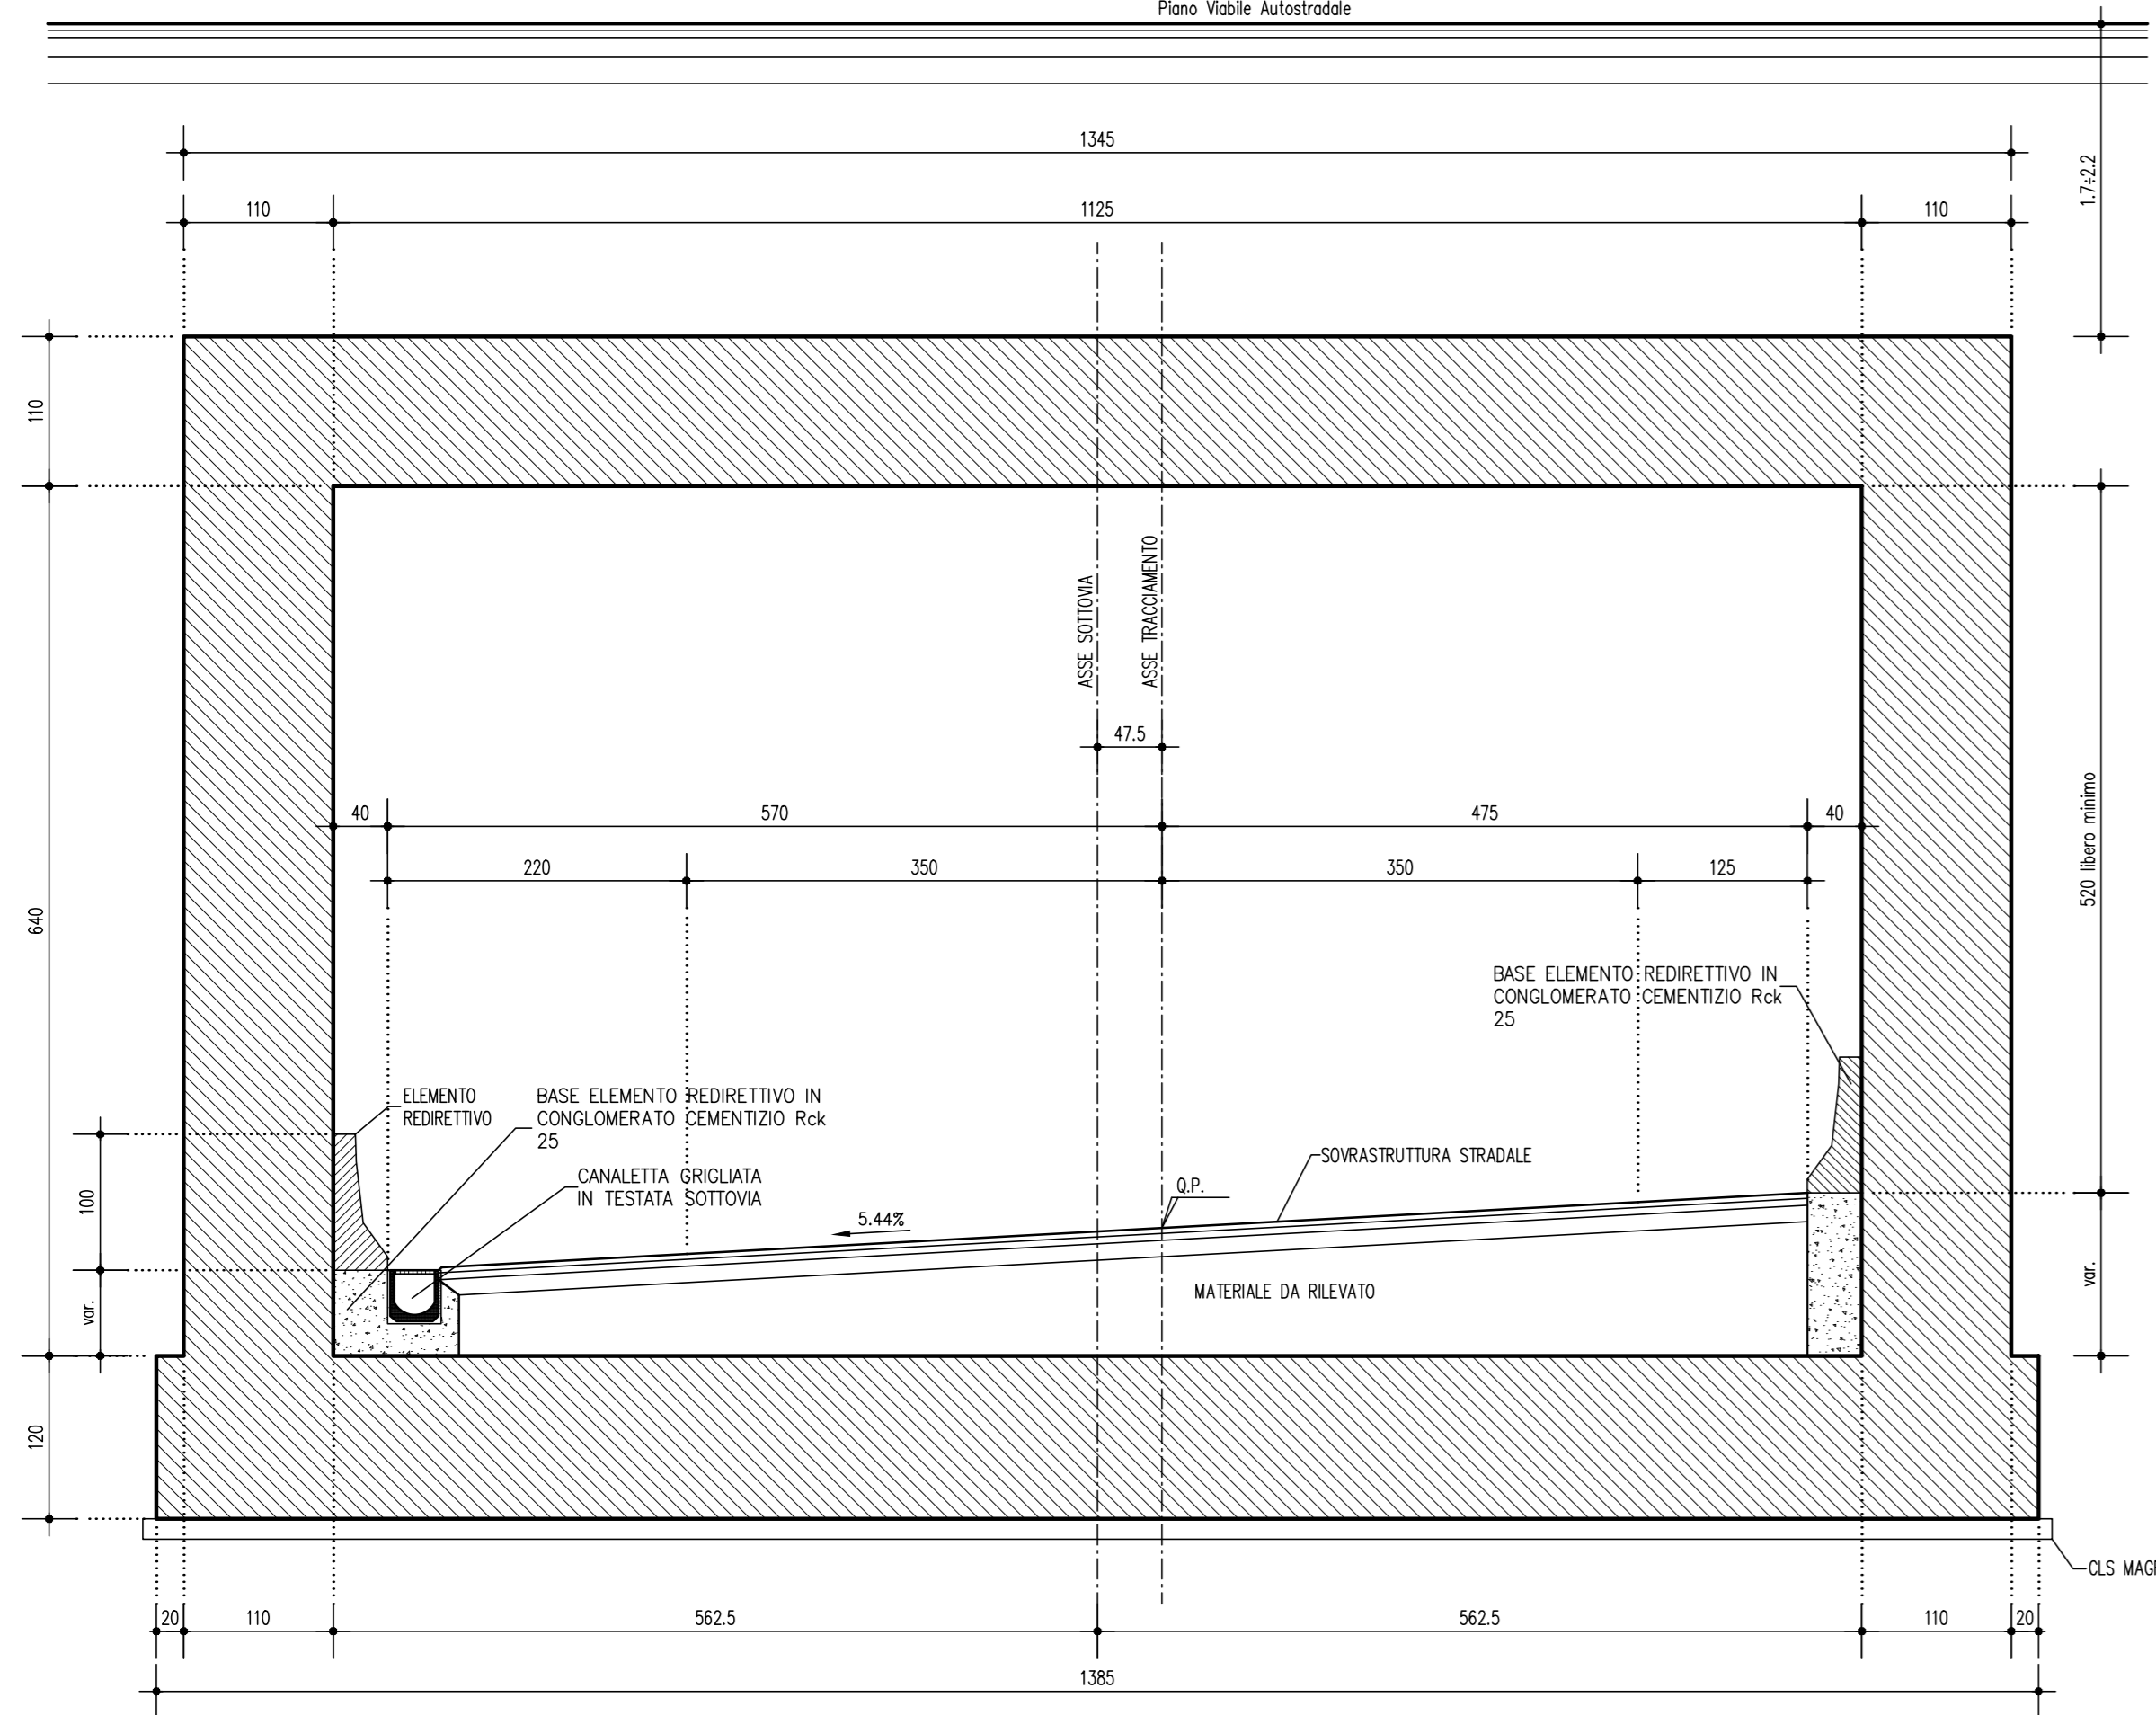 Piano Viabile Autostradale
1345
1.7÷2.2
110
1125
110
110
ASSE SOTTOVIA
ASSE TRACCIAMENTO
47.5
40
570
475
40
220
350
350
125
640
520 libero minimo
BASE ELEMENTO REDIRETTIVO IN
CONGLOMERATO CEMENTIZIO Rck
25
ELEMENTO
REDIRETTIVO
BASE ELEMENTO REDIRETTIVO IN
CONGLOMERATO CEMENTIZIO Rck
25
CANALETTA GRIGLIATA
IN TESTATA SOTTOVIA
SOVRASTRUTTURA STRADALE
Q.P.
5.44%
100
var.
MATERIALE DA RILEVATO
var.
120
CLS
20
110
562.5
562.5
110
20
1385